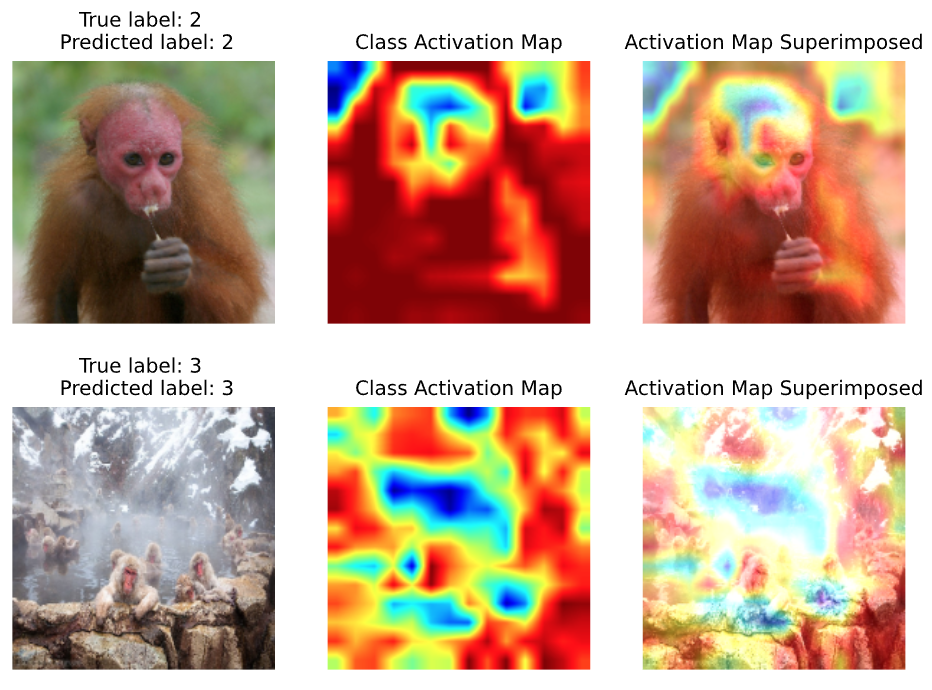 True label: 2
Predicted label: 2
Class Activation Map
Activation Map Superimposed
True label: 3
Predicted label: 3
Class Activation Map
Activation Map Superimposed